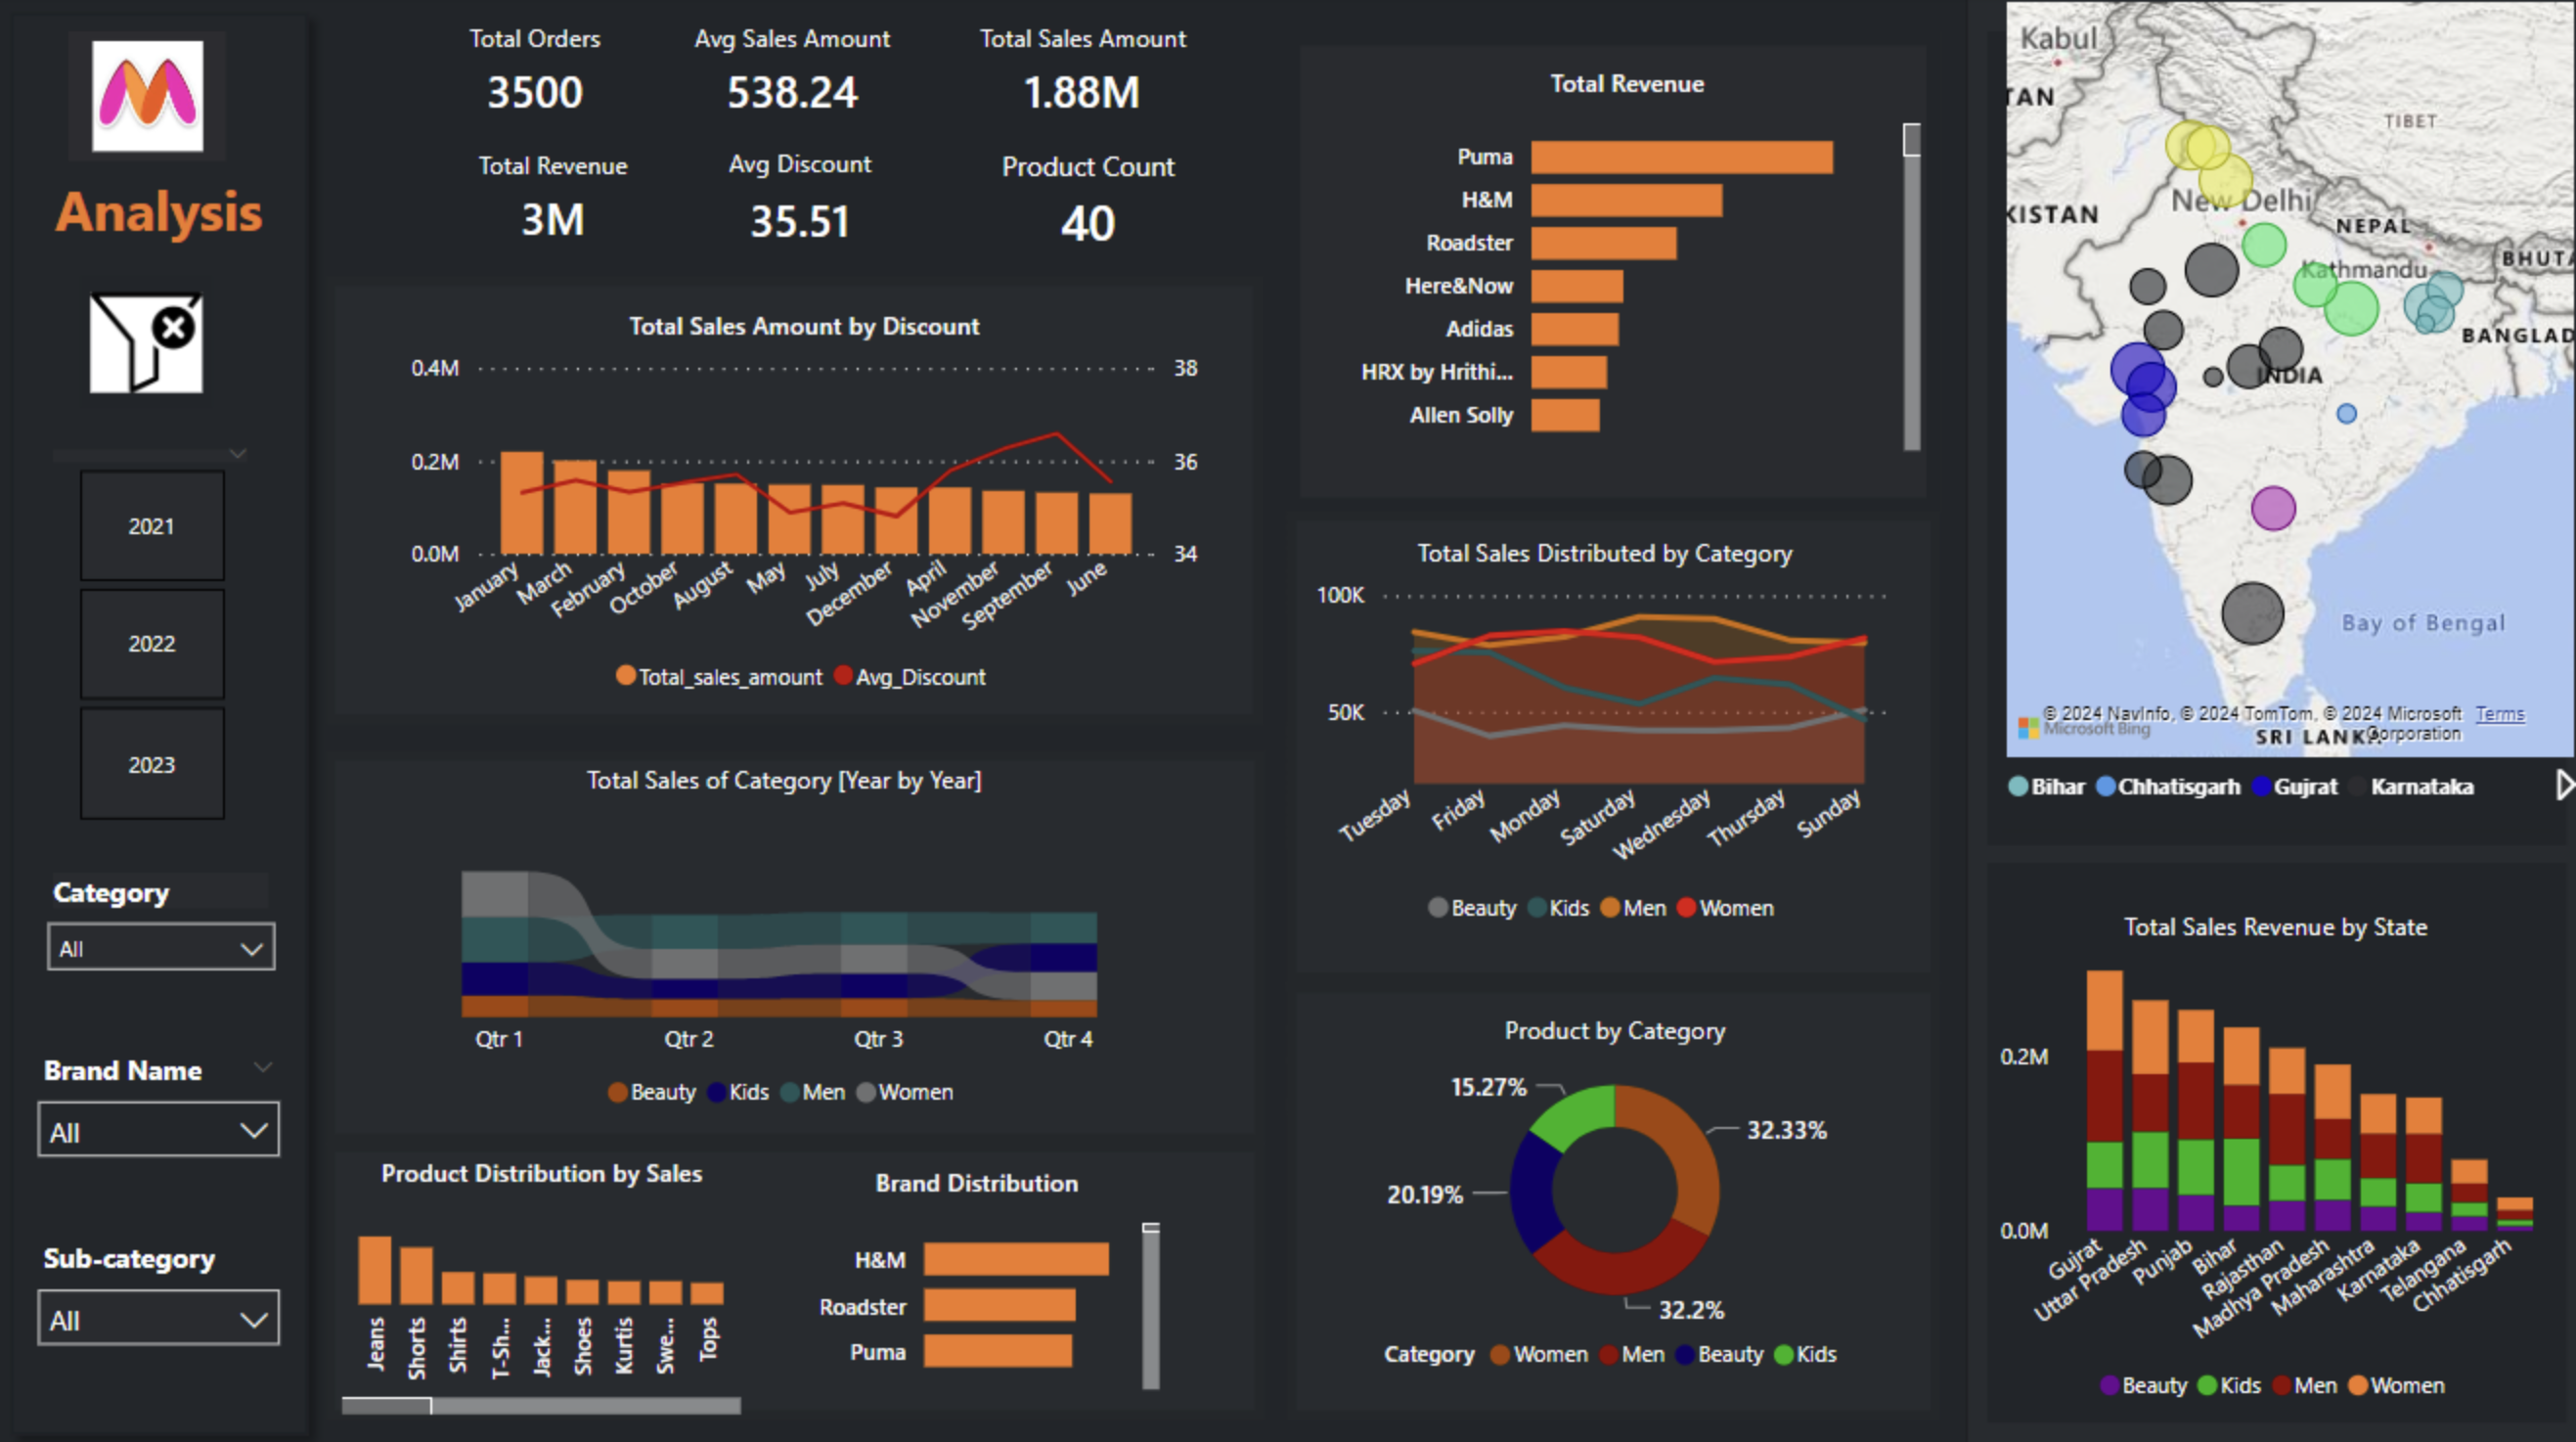 Analysis
2021
2022
2023
Category
All
Brand Name
All
Sub-category
All
Total Orders
3500
Avg Sales Amount
538.24
Total Sales Amount
1.88M
Total Revenue
3M
Avg Discount
35.51
Product Count
40
Total Sales Amount by Discount
0.4M
0.2M
0.0M
38
36
34
January
March
February
October
August
May
July
December
April
November
September
June
Total_sales_amount Avg_Discount
Total Sales of Category [Year by Year]
Qtr 1 Qtr 2 Qtr 3 Qtr 4
Beauty Kids Men Women
Product Distribution by Sales
Jeans
Shorts
Shirts
T-Sh...
Jack...
Shoes
Kurtis
Swe...
Tops
Brand Distribution
H&M
Roadster
Puma
Total Revenue
Puma
H&M
Roadster
Here&Now
Adidas
HRX by Hrithi...
Allen Solly
Total Sales Distributed by Category
100K
50K
Tuesday
Friday
Monday
Saturday
Wednesday
Thursday
Sunday
Beauty Kids Men Women
Product by Category
15.27%
32.33%
20.19%
32.2%
Category Women Men Beauty Kids
Kabul
TAN
TIBET
KISTAN
New Delhi
NEPAL
Kathmandu
BHUTA
BANGLAD
INDIA
Bay of Bengal
© 2024 NavInfo, © 2024 TomTom, © 2024 Microsoft Corporation Terms
Microsoft Bing
SRI LANKA
Bihar Chhatisgarh Gujrat Karnataka
Total Sales Revenue by State
0.2M
0.0M
Gujrat
Uttar Pradesh
Punjab
Bihar
Rajasthan
Madhya Pradesh
Maharashtra
Karnataka
Telangana
Chhatisgarh
Beauty Kids Men Women